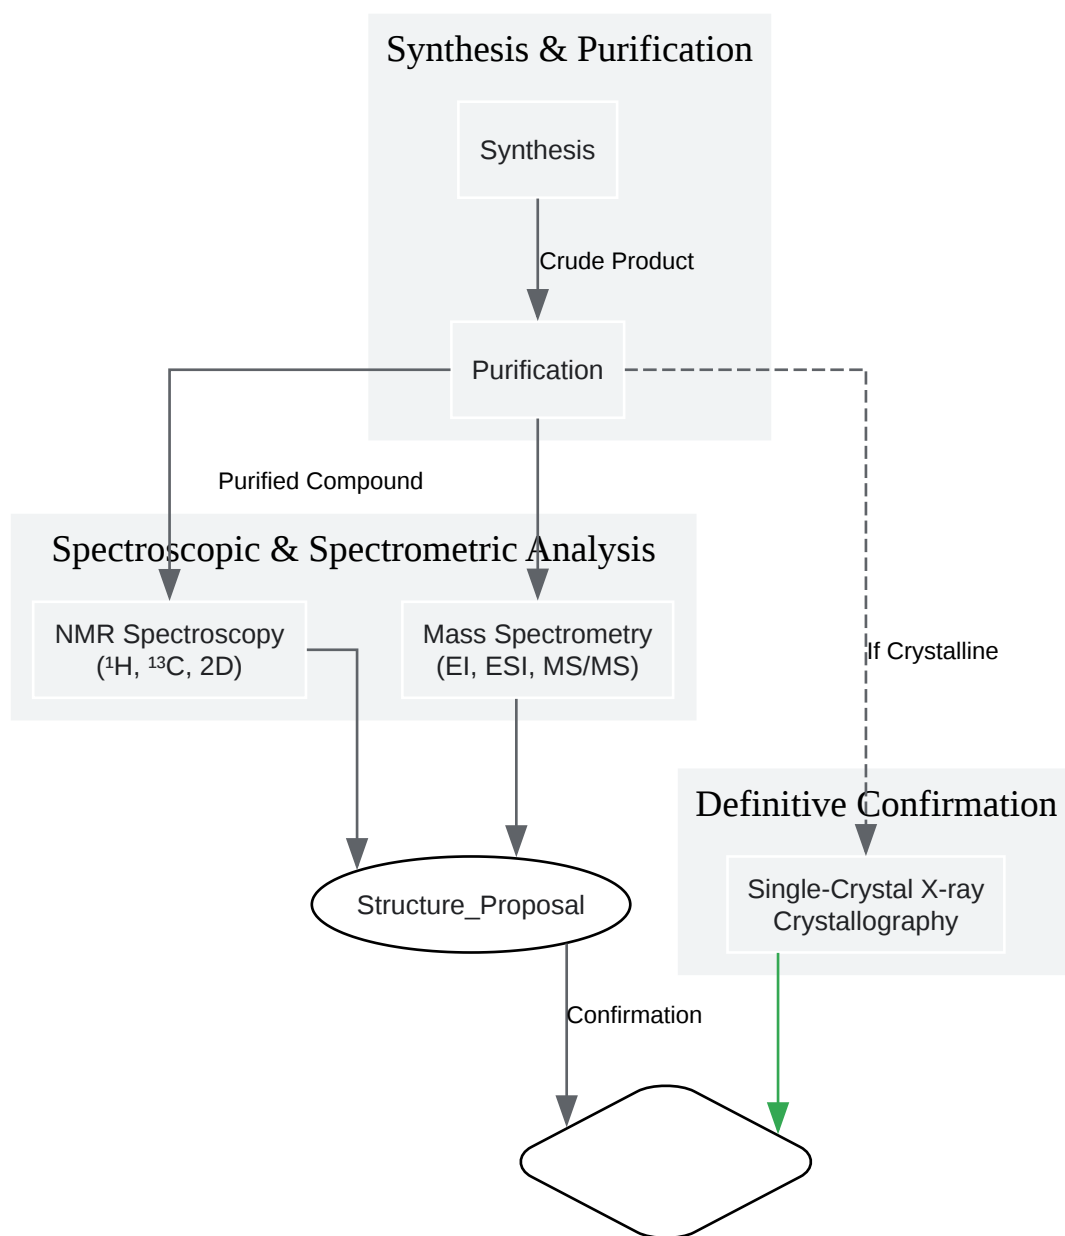 Synthesis & Purification
Synthesis
Crude Product
Purification
Purified Compound
Spectroscopic & Spectrometric Analysis
NMR Spectroscopy
(¹H, ¹³C, 2D)
Mass Spectrometry
(EI, ESI, MS/MS)
If Crystalline
Definitive Confirmation
Single-Crystal X-ray
Crystallography
Structure_Proposal
Confirmation